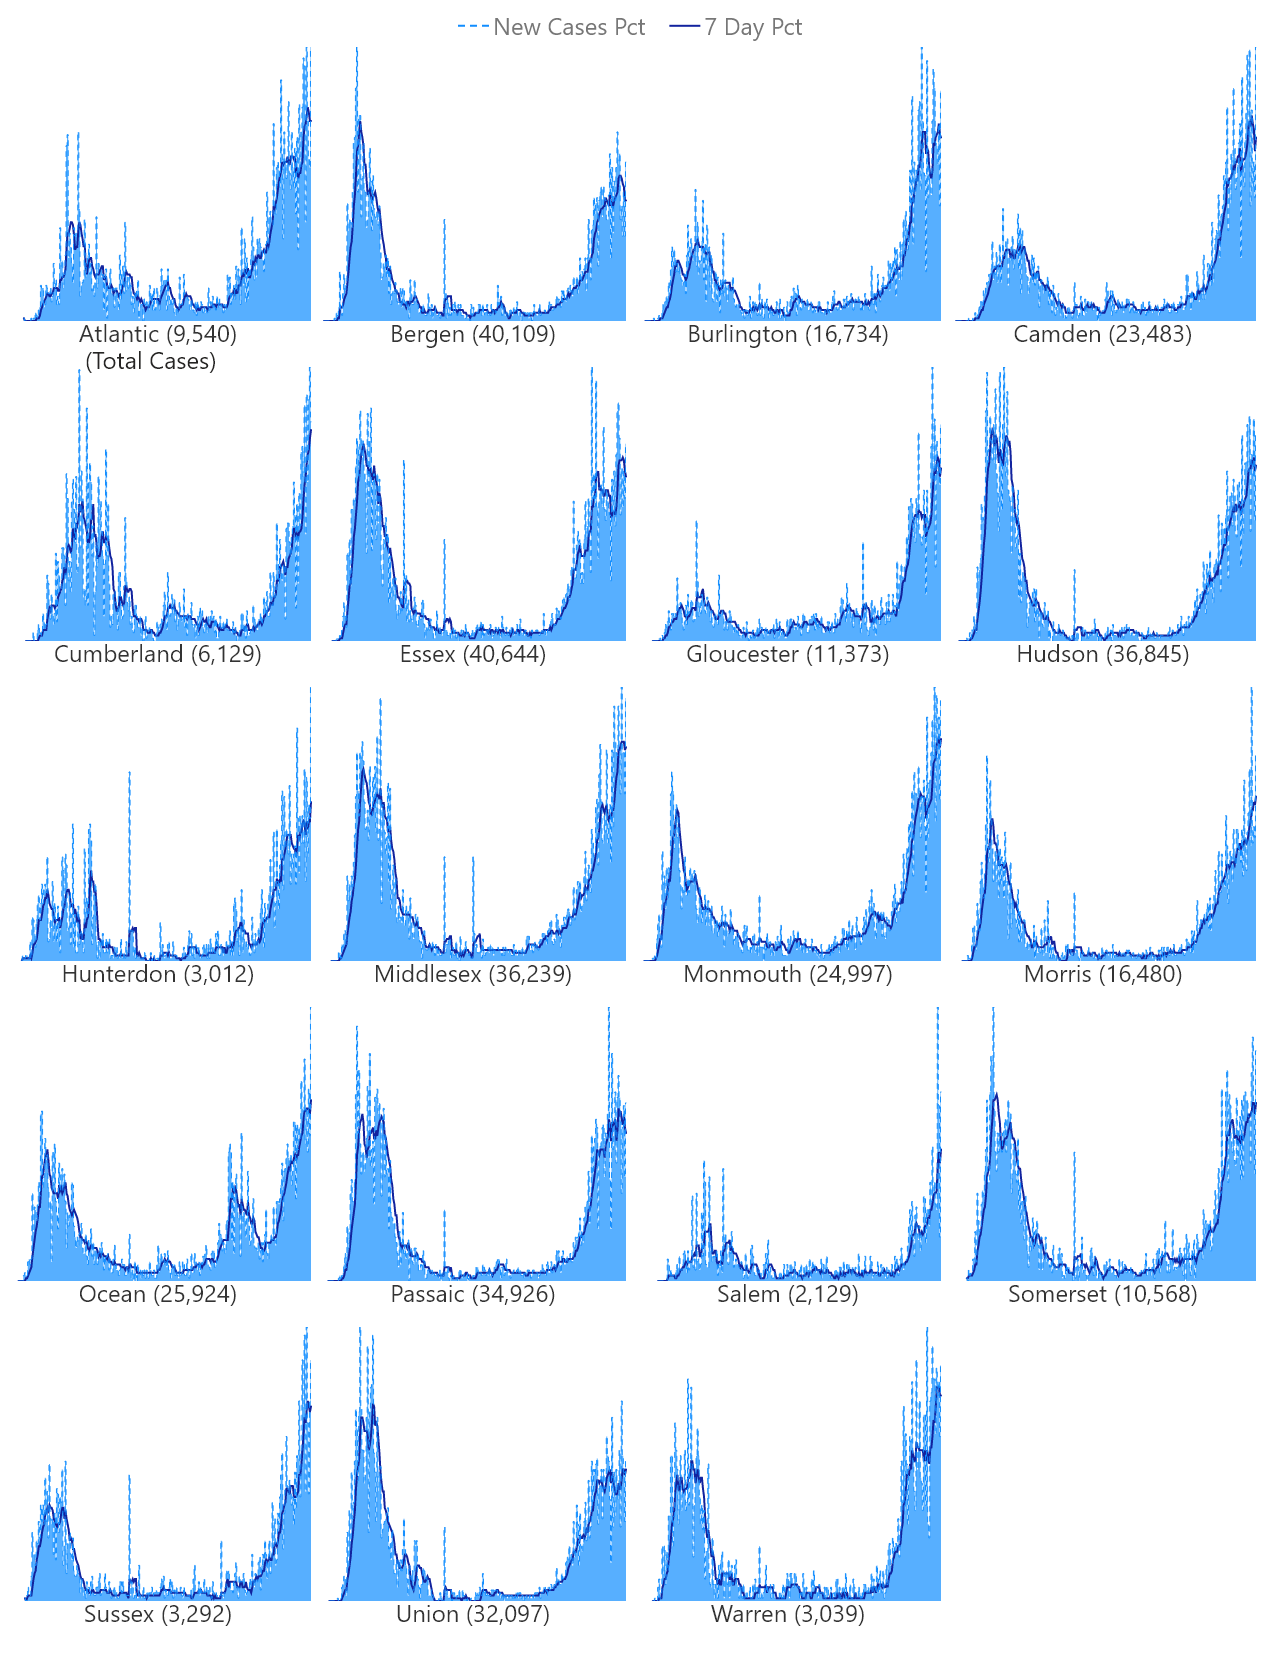 New Cases Pct 7 Day Pct
Atlantic (9,540) Bergen (40,109) Burlington (16,734) Camden (23,483)
(Total Cases)
Cumberland (6,129) Essex (40,644) Gloucester (11,373) Hudson (36,845)
Hunterdon (3,012) Middlesex (36,239) Monmouth (24,997) Morris (16,480)
Ocean (25,924) Passaic (34,926) Salem (2,129) Somerset (10,568)
Sussex (3,292) Union (32,097) Warren (3,039)